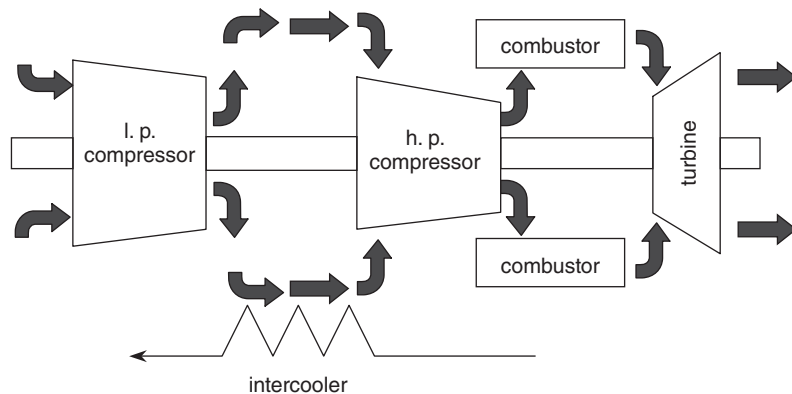 l. p.
compressor
h. p.
compressor
combustor
combustor
turbine
intercooler